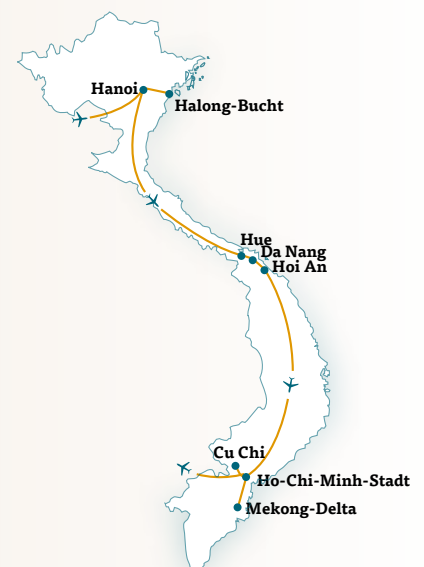 Hanoi
Halong-Bucht
Hue
Da Nang
Hoi An
Cu Chi
Ho-Chi-Minh-Stadt
Mekong-Delta